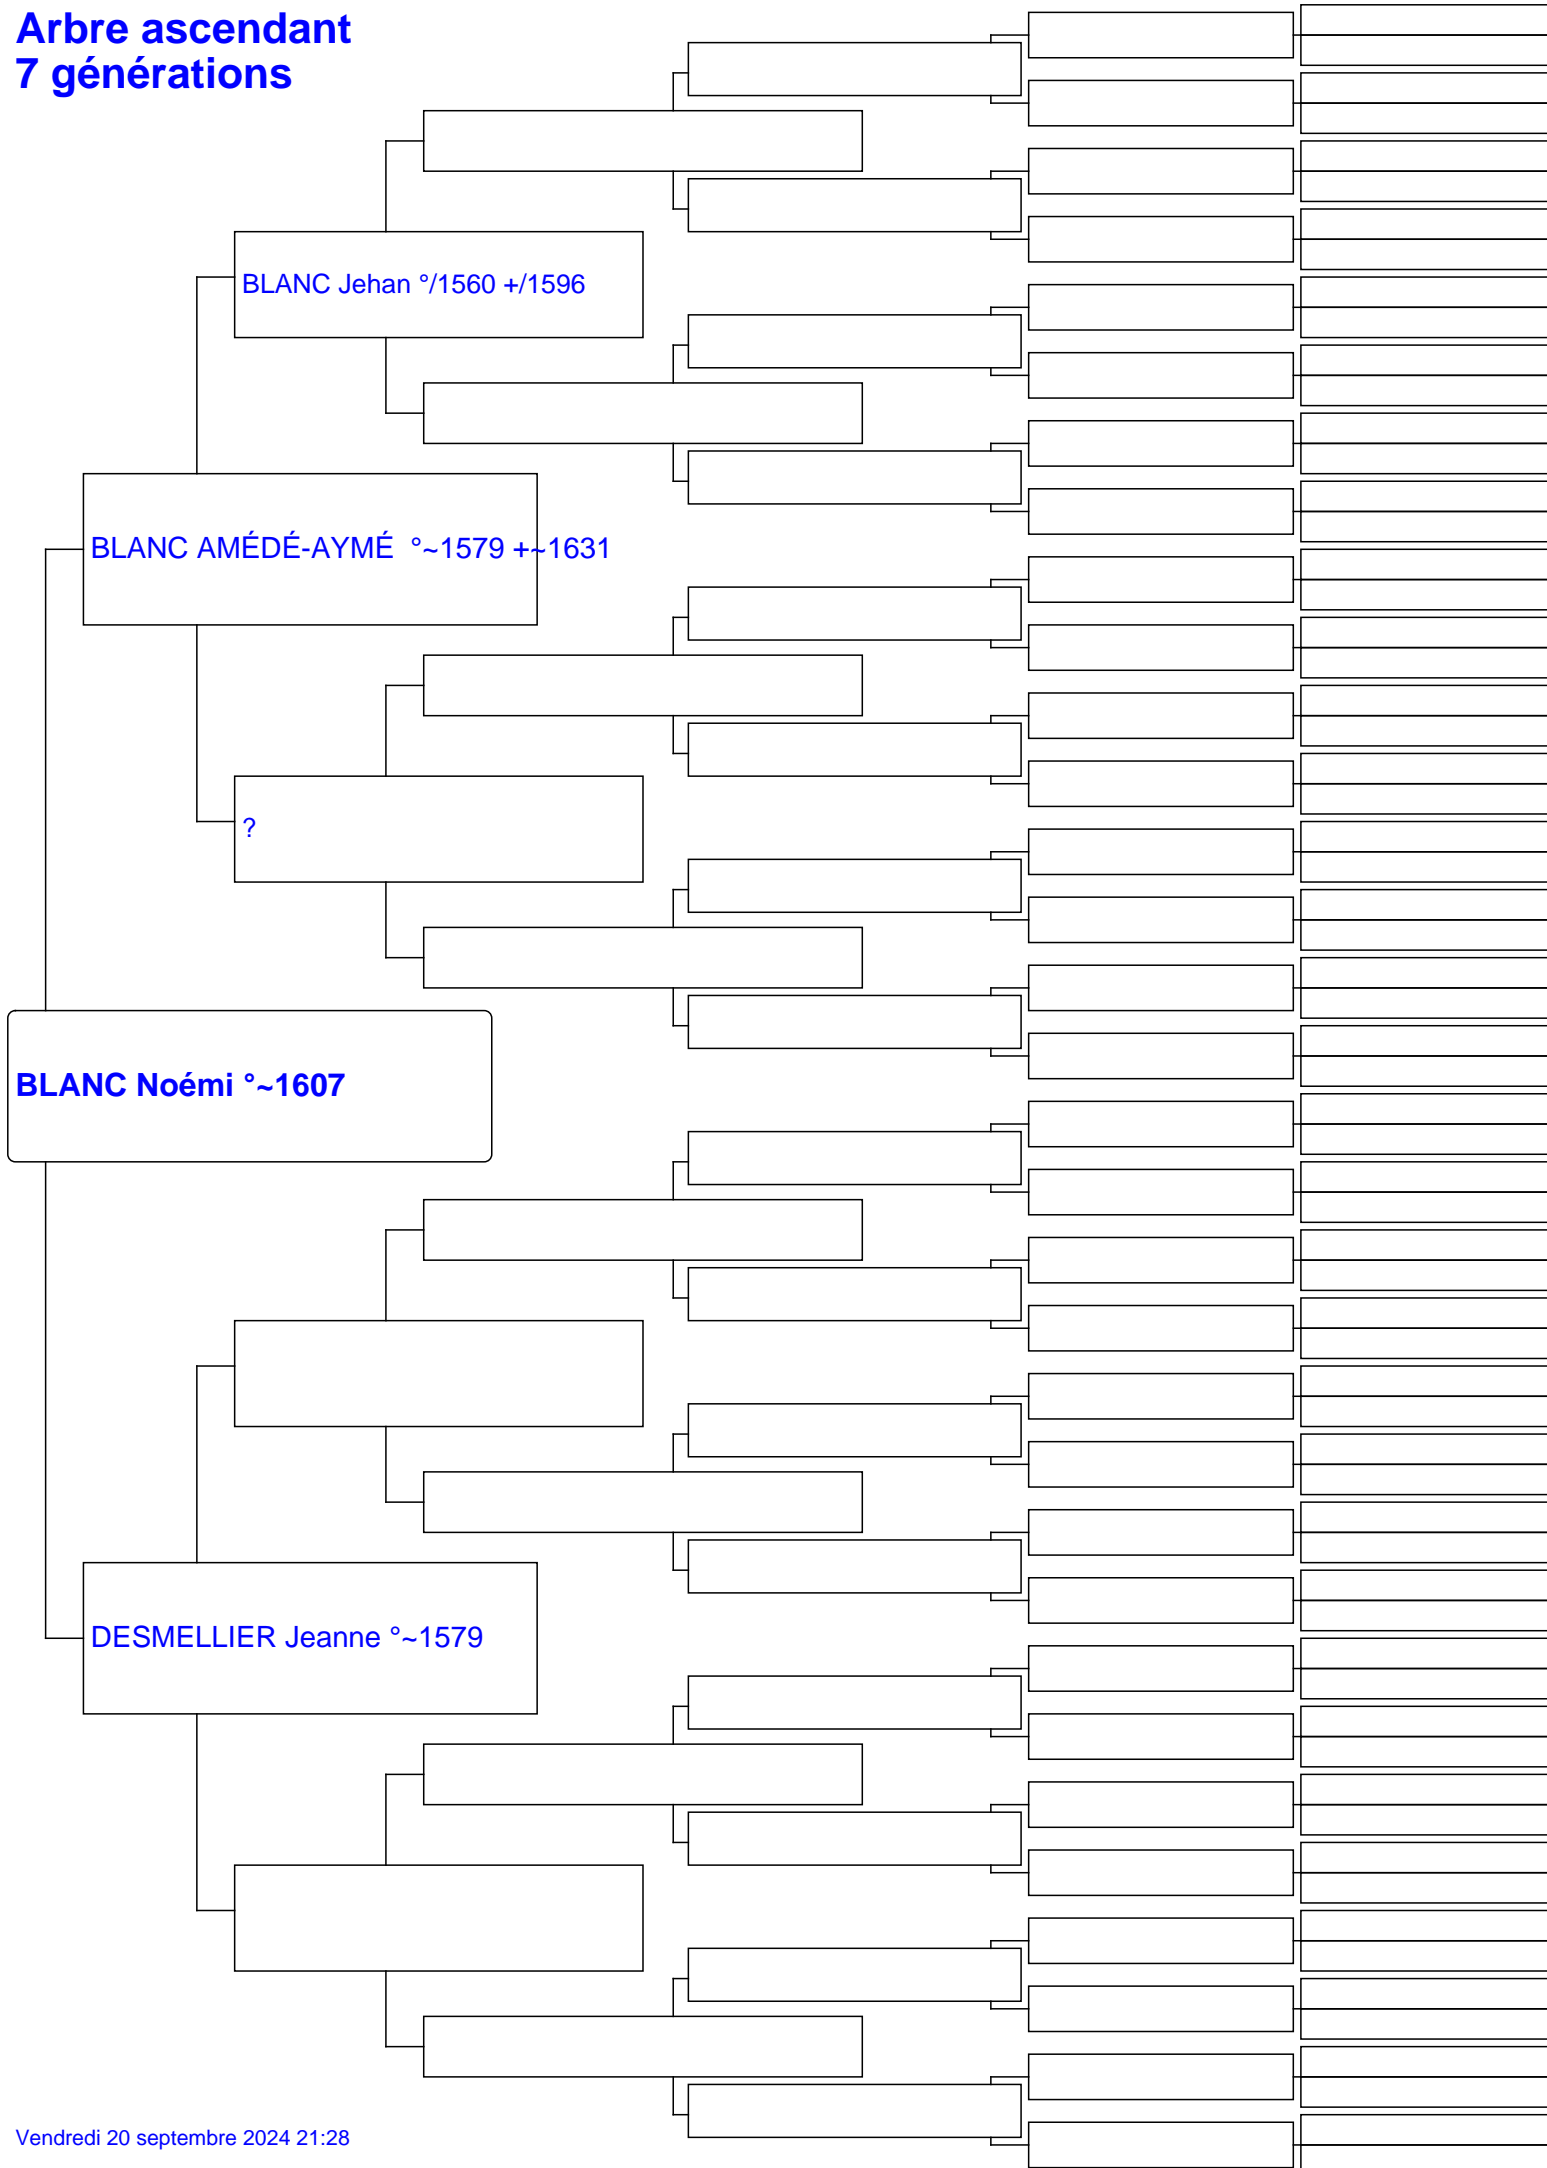 Arbre ascendant
7 générations
BLANC Jehan °/1560 +/1596
BLANC AMÉDÉ-AYMÉ  °~1579 +~1631
?
BLANC Noémi °~1607
DESMELLIER Jeanne °~1579
Vendredi 20 septembre 2024 21:28